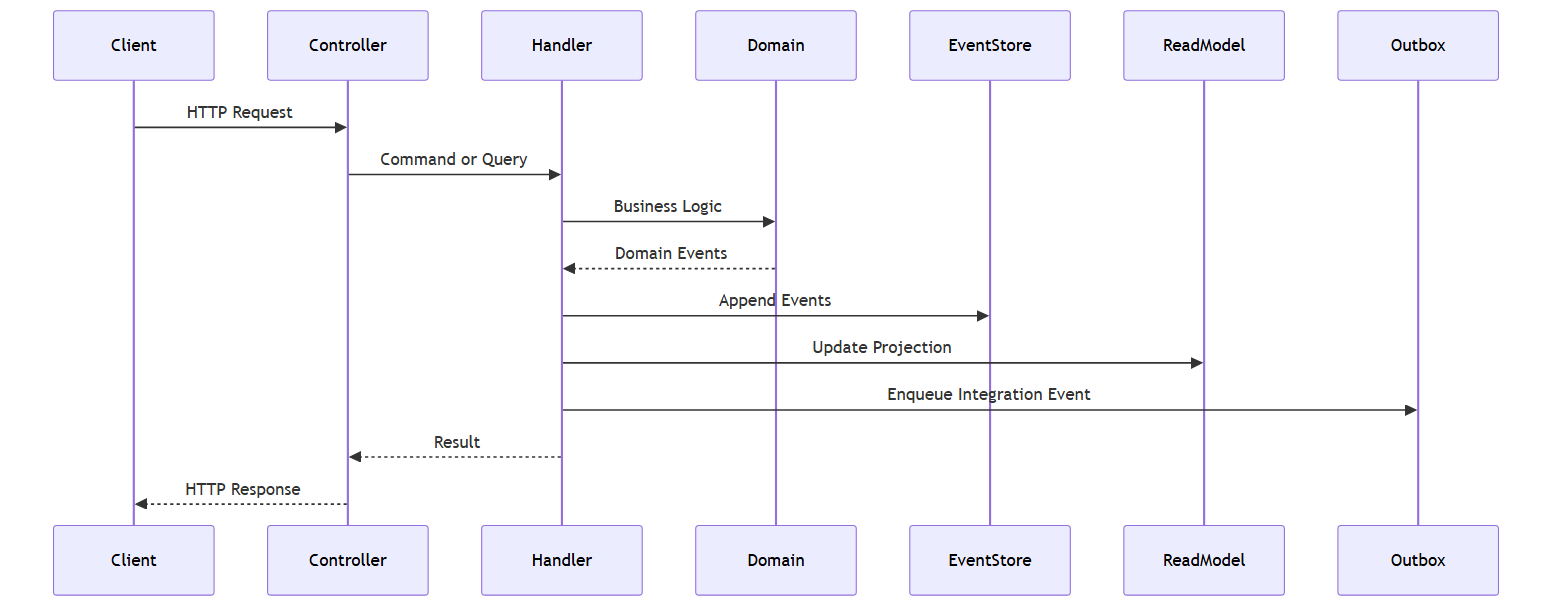 Client
Controller
Handler
Domain
EventStore
ReadModel
Outbox
HTTP Request
Command or Query
Business Logic
Domain Events
Append Events
Update Projection
Enqueue Integration Event
Result
HTTP Response
Client
Controller
Handler
Domain
EventStore
ReadModel
Outbox